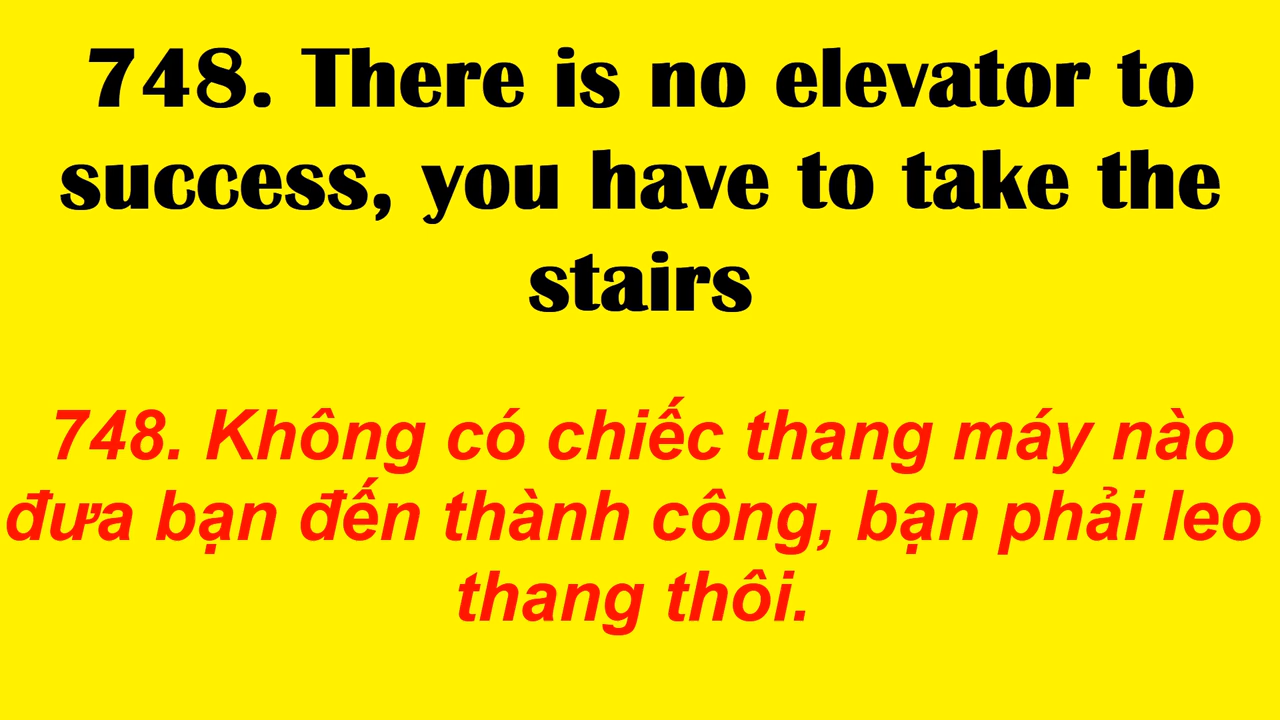 748. There is no elevator to
success, you have to take the
stairs
748. Không có chiếc thang máy nào
đưa bạn đến thành công, bạn phải leo
thang thôi.